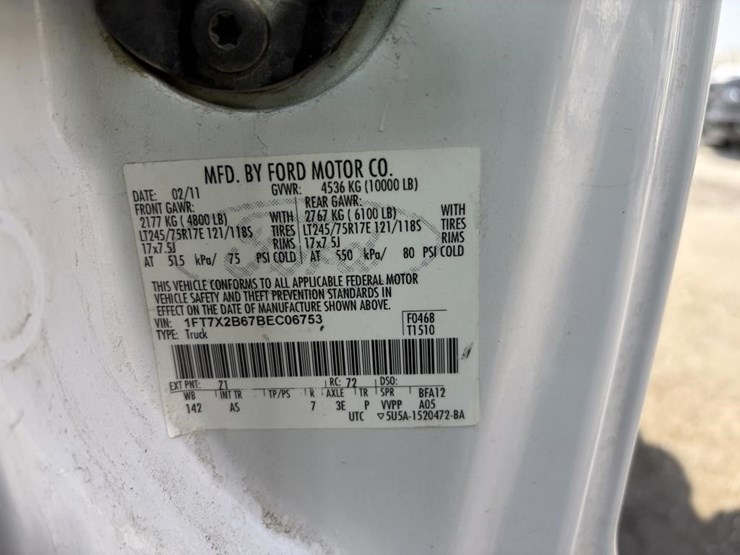 MFD. BY FORD MOTOR CO.
DATE: 02/11 GVWR: 4536 KG (10000 LB)
FRONT GAWR: REAR GAWR:
2177 KG (4800 LB) WITH 2767 KG (6100 LB) WITH
LT245/75R17E 121/118S TIRES LT245/75R17E 121/118S TIRES
17x7.5J RIMS 17x7.5J RIMS
AT 515 kPa/ 75 PSI COLD AT 550 kPa/ 80 PSI COLD
THIS VEHICLE CONFORMS TO ALL APPLICABLE FEDERAL MOTOR
VEHICLE SAFETY AND THEFT PREVENTION STANDARDS IN
EFFECT ON THE DATE OF MANUFACTURE SHOWN ABOVE.
VIN: 1FT7X2B67BEC06753 F0468
TYPE: Truck T1510
EXT PNT: Z1 RC: 72 DSO:
WB INT TR TP/PS R AXLE TR SPR BFA12
142 AS 7 3E P VVPP A05
UTC ▽5U5A-1520472-BA